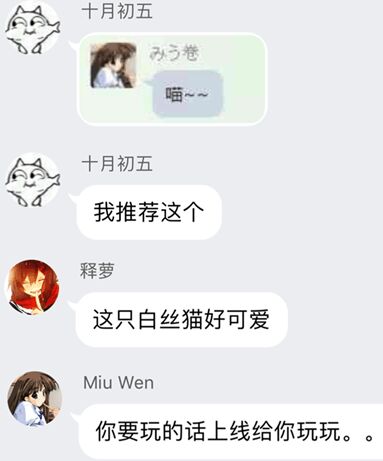 十月初五
みう巻
喵~~
十月初五
我推荐这个
释萝
这只白丝猫好可爱
Miu Wen
你要玩的话上线给你玩玩。。